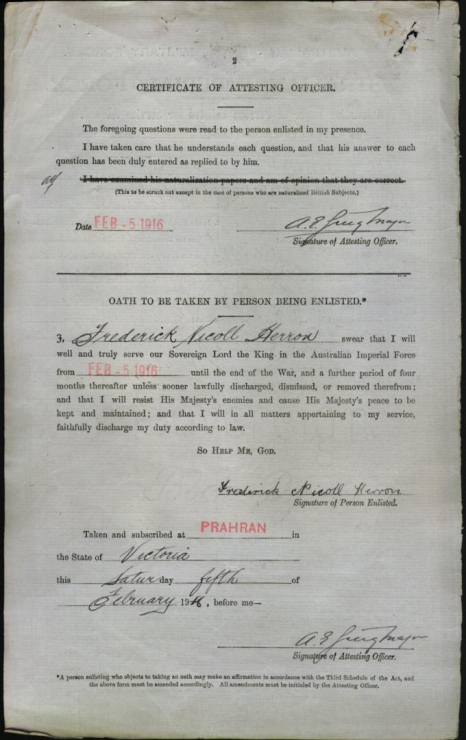 2
CERTIFICATE OF ATTESTING OFFICER.
The foregoing questions were read to the person enlisted in my presence.
I have taken care that he understands each question, and that his answer to each
question has been duly entered as replied to by him.
I have examined his naturalization papers and am of opinion that they are correct.
(This to be struck out except in the case of persons who are naturalized British Subjects.)
Date FEB -5 1916 A.E. Major
Signature of Attesting Officer.
OATH TO BE TAKEN BY PERSON BEING ENLISTED.*
3. Frederick Nicoll Herron swear that I will
well and truly serve our Sovereign Lord the King in the Australian Imperial Force
from FEB -5 1916 until the end of the War, and a further period of four
months thereafter unless sooner lawfully discharged, dismissed, or removed therefrom;
and that I will resist His Majesty's enemies and cause His Majesty's peace to be
kept and maintained; and that I will in all matters appertaining to my service,
faithfully discharge my duty according to law.
SO HELP ME, GOD.
Frederick Nicoll Herron
Signature of Person Enlisted.
Taken and subscribed at PRAHRAN in
the State of Victoria
this Saturday fifth of
February 1916, before me—
A E Major
Signature of Attesting Officer.
*A person enlisting who objects to taking an oath may make an affirmation in accordance with the Third Schedule of the Act, and
the above form must be amended accordingly. All amendments must be initialed by the Attesting Officer.